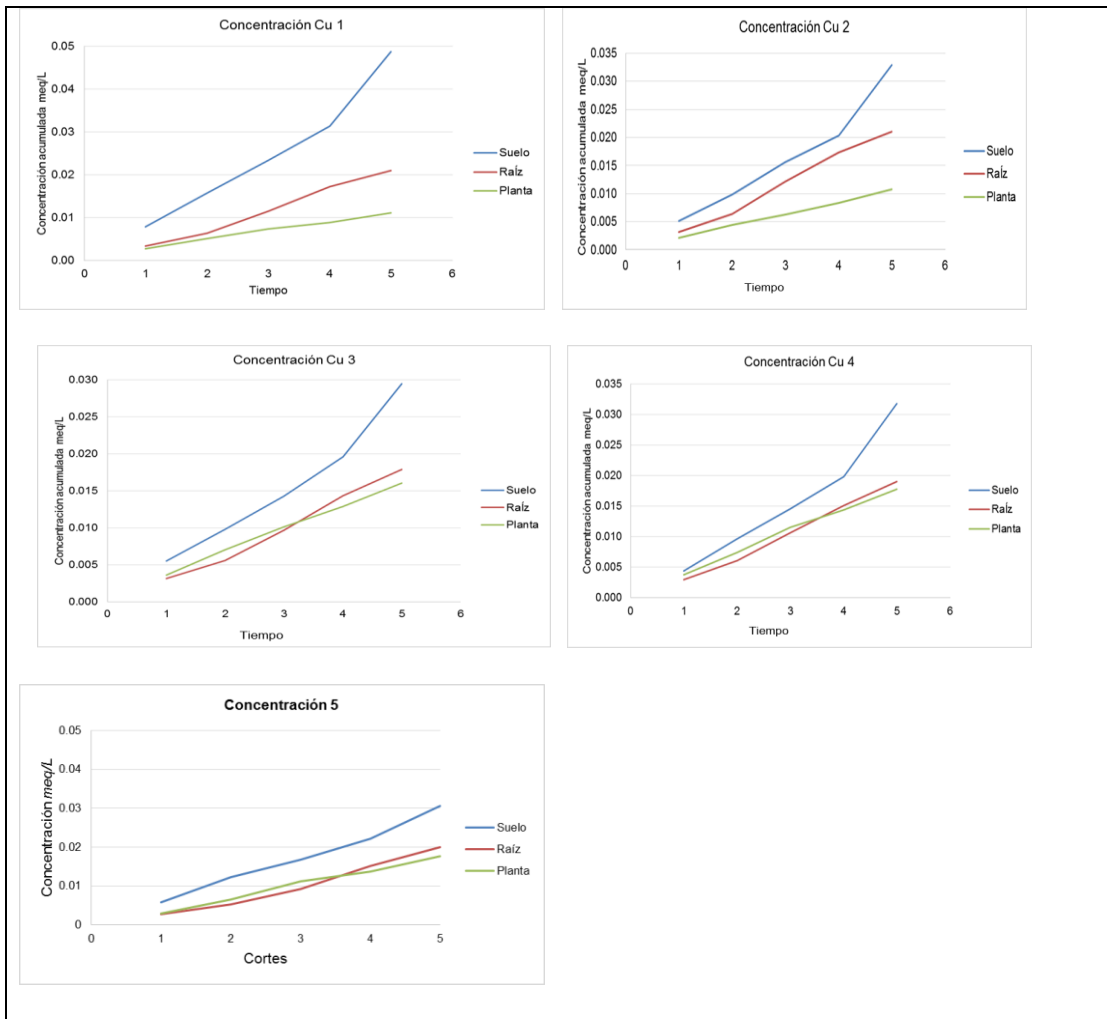 Concentración Cu 1
Concentración acumulada meq/L
0.05
0.04
0.03
0.02
0.01
0.00
0 1 2 3 4 5 6
Tiempo
Suelo
Raíz
Planta
Concentración Cu 2
Concentración acumulada meq/L
0.035
0.030
0.025
0.020
0.015
0.010
0.005
0.000
0 1 2 3 4 5 6
Tiempo
Suelo
Raíz
Planta
Concentración Cu 3
Concentración acumulada meq/L
0.030
0.025
0.020
0.015
0.010
0.005
0.000
0 1 2 3 4 5 6
Tiempo
Suelo
Raíz
Planta
Concentración Cu 4
Concentración acumulada meq/L
0.035
0.030
0.025
0.020
0.015
0.010
0.005
0.000
0 1 2 3 4 5 6
Tiempo
Suelo
Raíz
Planta
Concentración 5
Concentración meq/L
0.05
0.04
0.03
0.02
0.01
0
0 1 2 3 4 5
Cortes
Suelo
Raíz
Planta